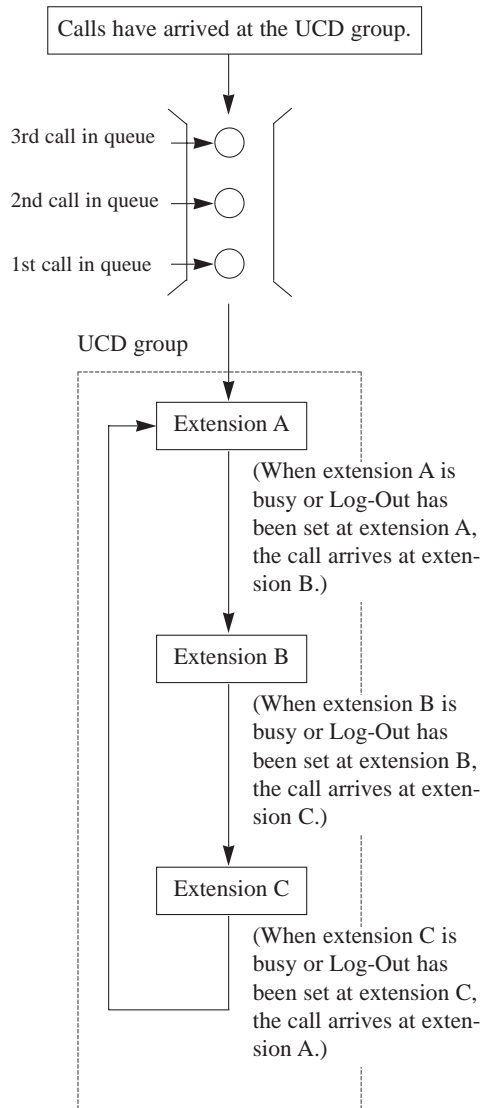 Calls have arrived at the UCD group.
3rd call in queue
2nd call in queue
1st call in queue
UCD group
Extension A
(When extension A is
busy or Log-Out has
been set at extension A,
the call arrives at exten-
sion B.)
Extension B
(When extension B is
busy or Log-Out has
been set at extension B,
the call arrives at exten-
sion C.)
Extension C
(When extension C is
busy or Log-Out has
been set at extension C,
the call arrives at exten-
sion A.)